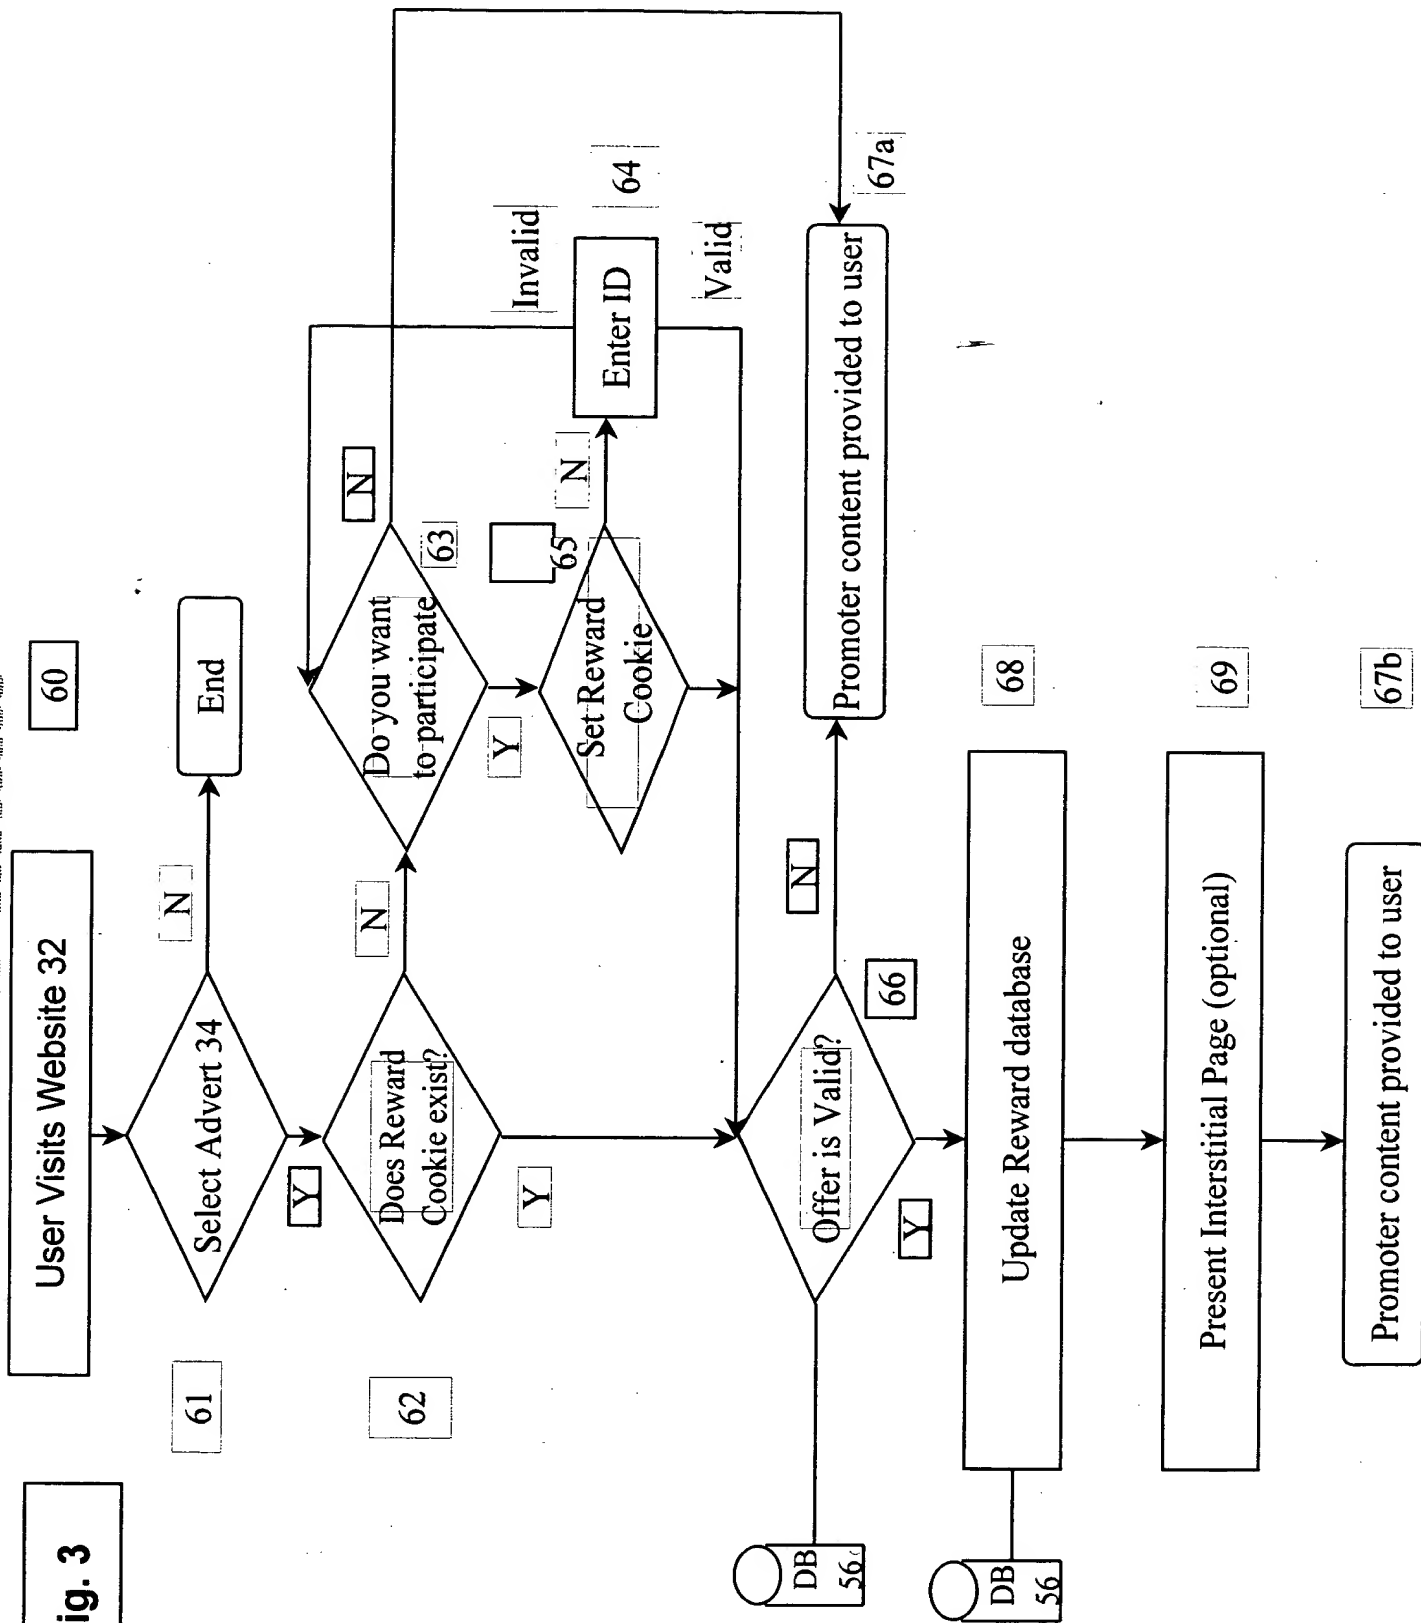 ig. 3
User Visits Website 32
60
61
Select Advert 34
N
End
Y
62
Does Reward
Cookie exist?
N
Do you want
to participate
63
N
Y
Y
Set Reward
Cookie
65
N
Enter ID
64
Invalid
Valid
DB
56
Offer is Valid?
66
N
Promoter content provided to user
67a
Y
DB
56
Update Reward database
68
Present Interstitial Page (optional)
69
Promoter content provided to user
67b